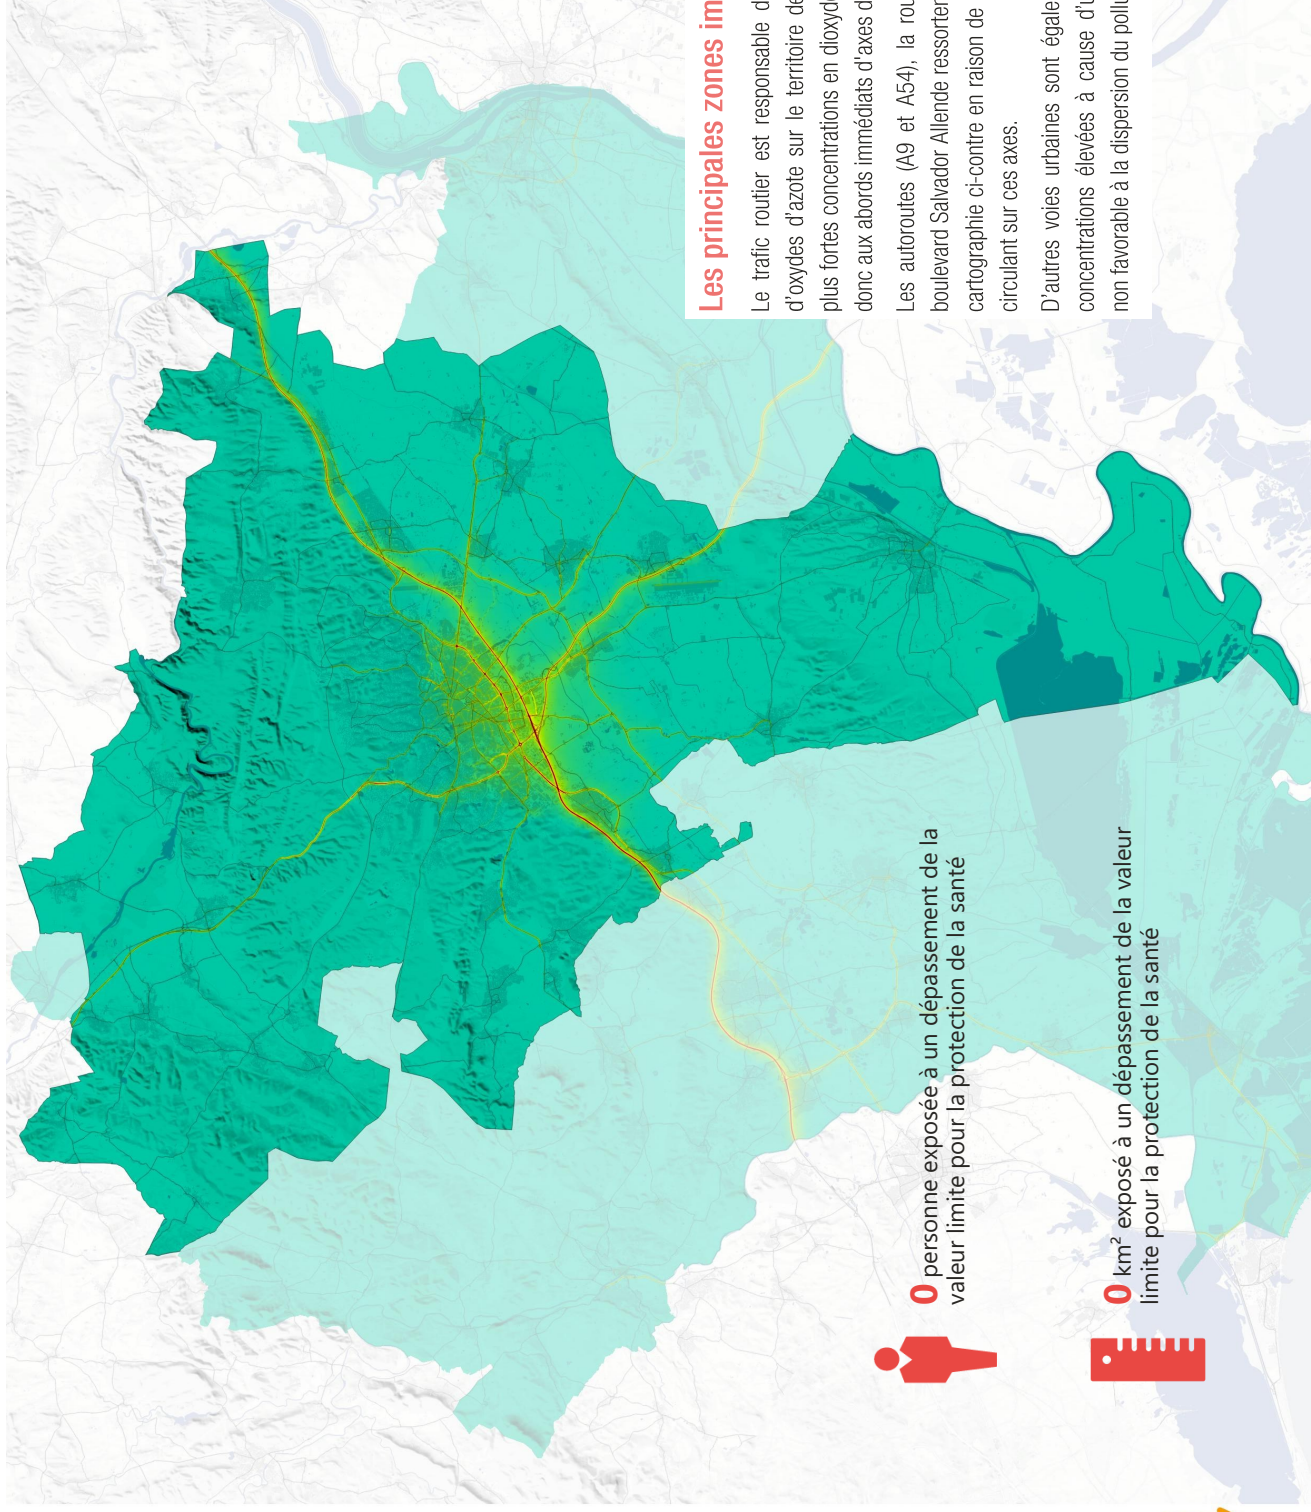 Les principales zones im
Le trafic routier est responsable d
d'oxydes d'azote sur le territoire de
plus fortes concentrations en dioxyd
donc aux abords immédiats d'axes d
Les autoroutes (A9 et A54), la rou
boulevard Salvador Allende ressorten
cartographie ci-contre en raison de
circulant sur ces axes.
D'autres voies urbaines sont égale
concentrations élevées à cause d'u
non favorable à la dispersion du pollu
0 personne exposée à un dépassement de la
valeur limite pour la protection de la santé
0 km² exposé à un dépassement de la valeur
limite pour la protection de la santé